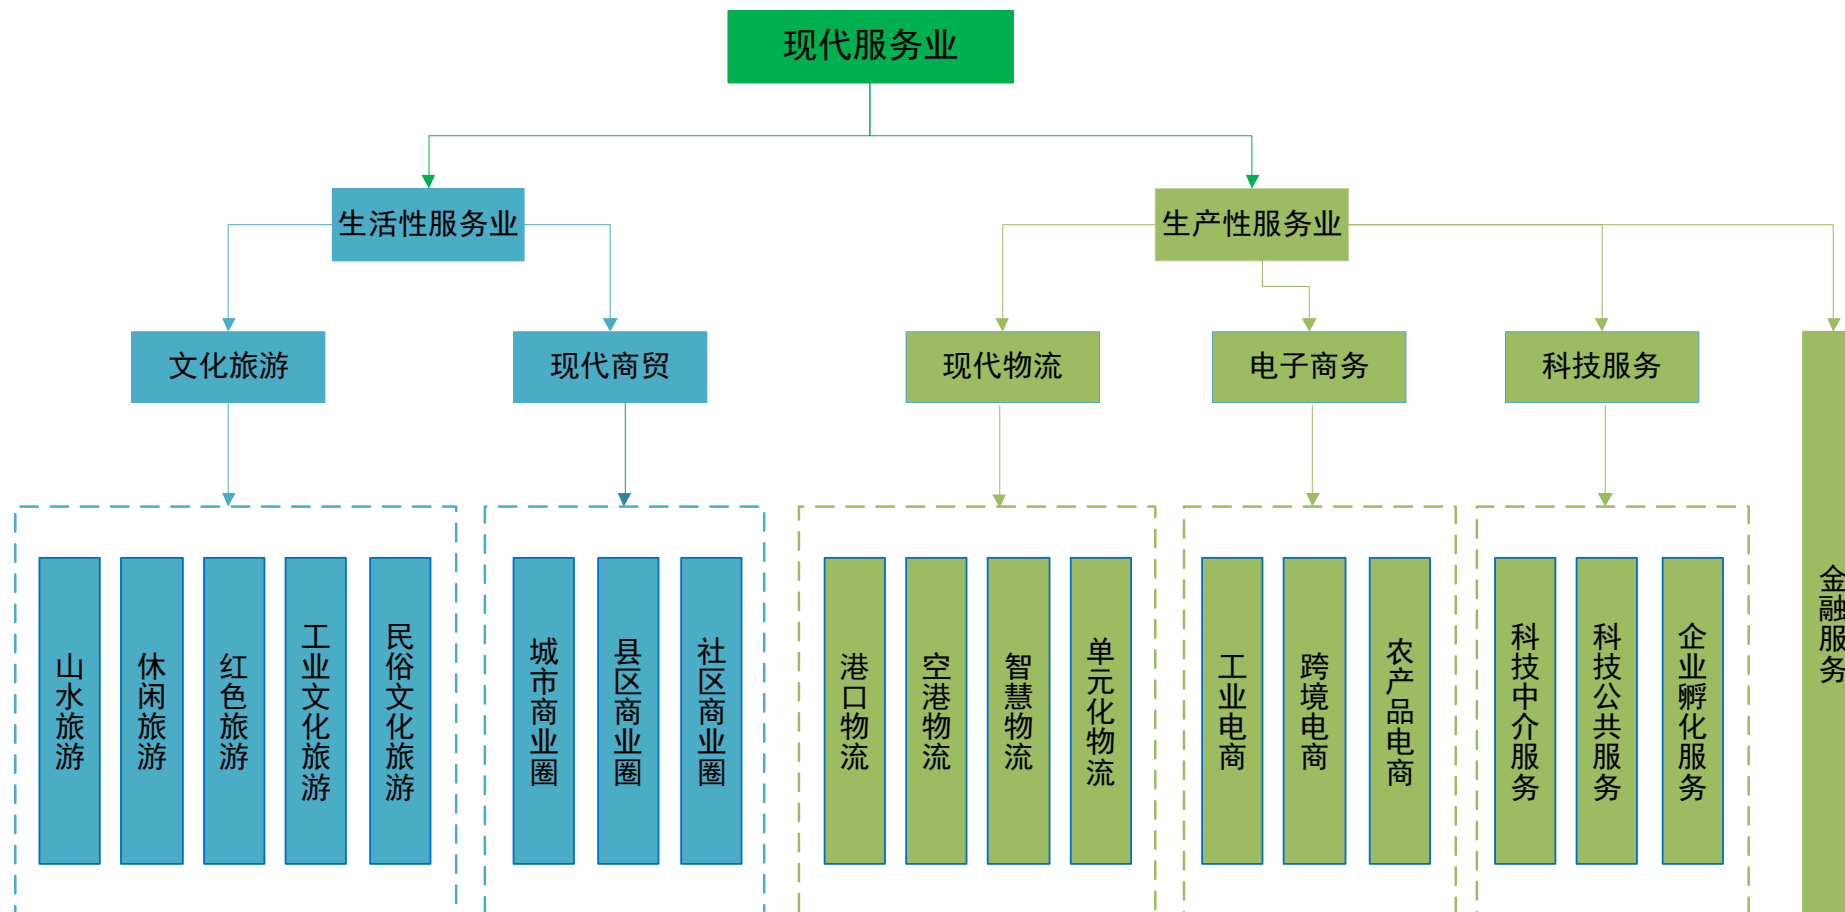 现代服务业
生活性服务业
生产性服务业
文化旅游
现代商贸
现代物流
电子商务
科技服务
金融服务
山水旅游
休闲旅游
红色旅游
工业文化旅游
民俗文化旅游
城市商业圈
县区商业圈
社区商业圈
港口物流
空港物流
智慧物流
单元化物流
工业电商
跨境电商
农产品电商
科技中介服务
科技公共服务
企业孵化服务